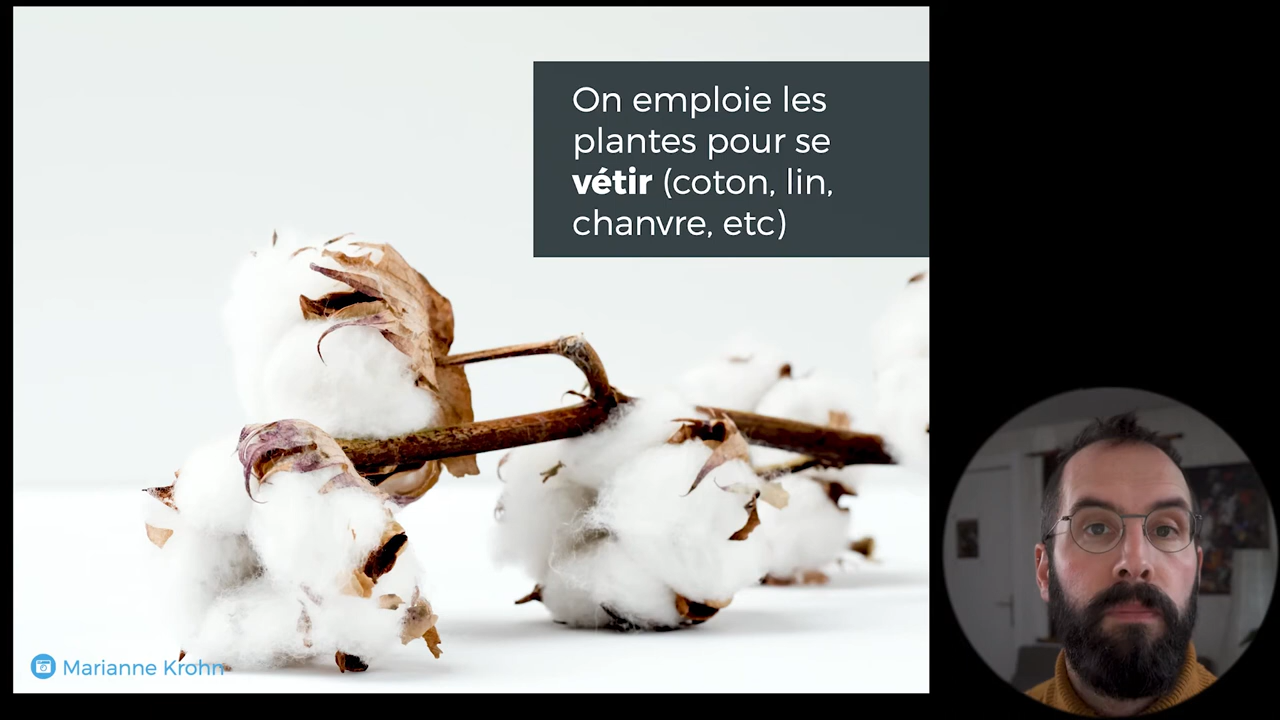 On emploie les
plantes pour se
vétir (coton, lin,
chanvre, etc)
Marianne Krohn